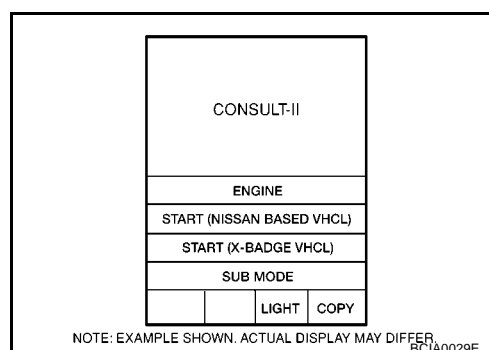 CONSULT-II
ENGINE
START (NISSAN BASED VHCL)
START (X-BADGE VHCL)
SUB MODE
LIGHT COPY
NOTE: EXAMPLE SHOWN. ACTUAL DISPLAY MAY DIFFER.
BCIA0029E